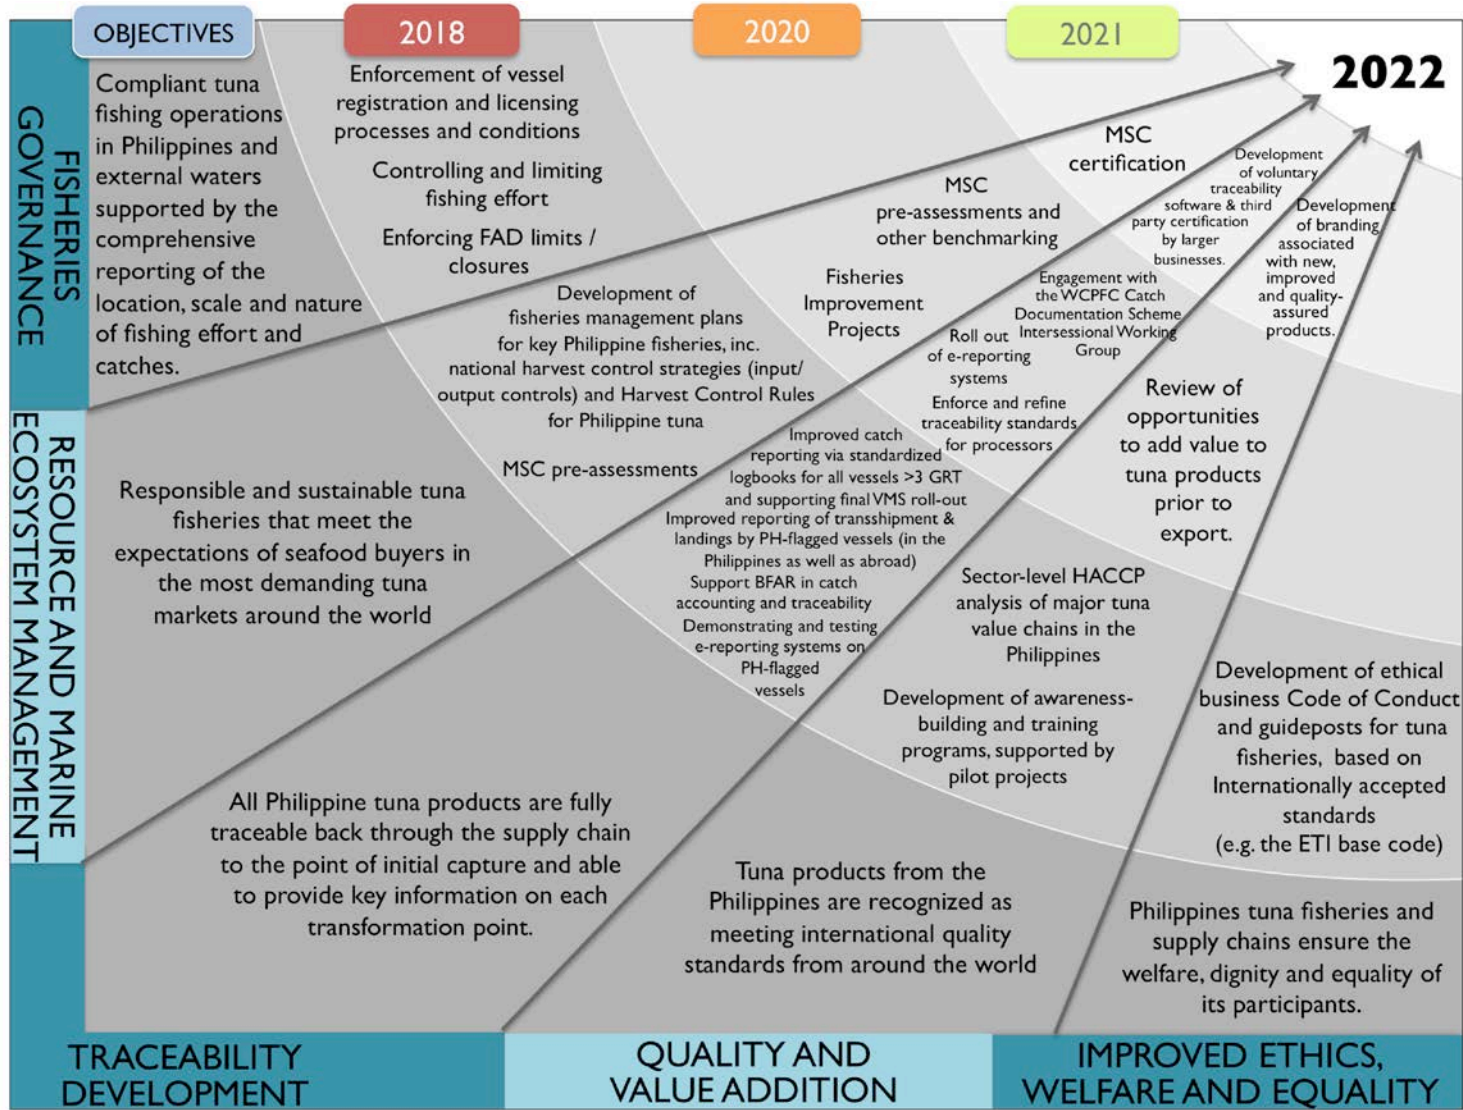 OBJECTIVES
2018
2020
2021
2022
FISHERIES
GOVERNANCE
Compliant tuna
fishing operations
in Philippines and
external waters
supported by the
comprehensive
reporting of the
location, scale and nature
of fishing effort and
catches.
Enforcement of vessel
registration and licensing
processes and conditions
Controlling and limiting
fishing effort
Enforcing FAD limits /
closures
RESOURCE AND MARINE
ECOSYSTEM MANAGEMENT
Responsible and sustainable tuna
fisheries that meet the
expectations of seafood buyers in
the most demanding tuna
markets around the world
Development of
fisheries management plans
for key Philippine fisheries, inc.
national harvest control strategies (input/
output controls) and Harvest Control Rules
for Philippine tuna
MSC pre-assessments
MSC
pre-assessments and
other benchmarking
Fisheries
Improvement
Projects
MSC
certification
TRACEABILITY
DEVELOPMENT
All Philippine tuna products are fully
traceable back through the supply chain
to the point of initial capture and able
to provide key information on each
transformation point.
Improved catch
reporting via standardized
logbooks for all vessels >3 GRT
and supporting final VMS roll-out
Improved reporting of transshipment &
landings by PH-flagged vessels (in the
Philippines as well as abroad)
Support BFAR in catch
accounting and traceability
Demonstrating and testing
e-reporting systems on
PH-flagged
vessels
Engagement with
the WCPFC Catch
Documentation Scheme
Intersessional Working
Group
Roll out
of e-reporting
systems
Enforce and refine
traceability standards
for processors
Development
of voluntary
traceability
software & third
party certification
by larger
businesses.
QUALITY AND
VALUE ADDITION
Tuna products from the
Philippines are recognized as
meeting international quality
standards from around the world
Sector-level HACCP
analysis of major tuna
value chains in the
Philippines
Development of awareness-
building and training
programs, supported by
pilot projects
Review of
opportunities
to add value to
tuna products
prior to
export.
Development
of branding
associated
with new,
improved
and quality-
assured
products.
IMPROVED ETHICS,
WELFARE AND EQUALITY
Philippines tuna fisheries and
supply chains ensure the
welfare, dignity and equality of
its participants.
Development of ethical
business Code of Conduct
and guideposts for tuna
fisheries, based on
Internationally accepted
standards
(e.g. the ETI base code)